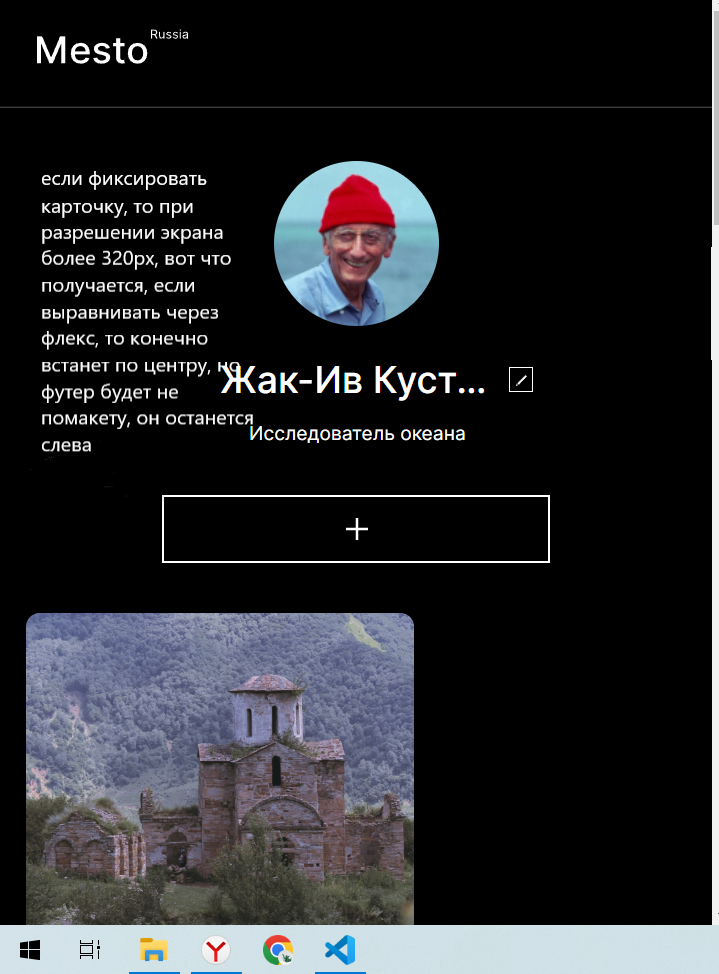 Mesto Russia
если фиксировать
карточку, то при
разрешении экрана
более 320px, вот что
получается, если
выравнивать через
флекс, то конечно
встанет по центру, но
футер будет не
помакету, он останется
слева
Жак-Ив Куст...
Исследователь океана